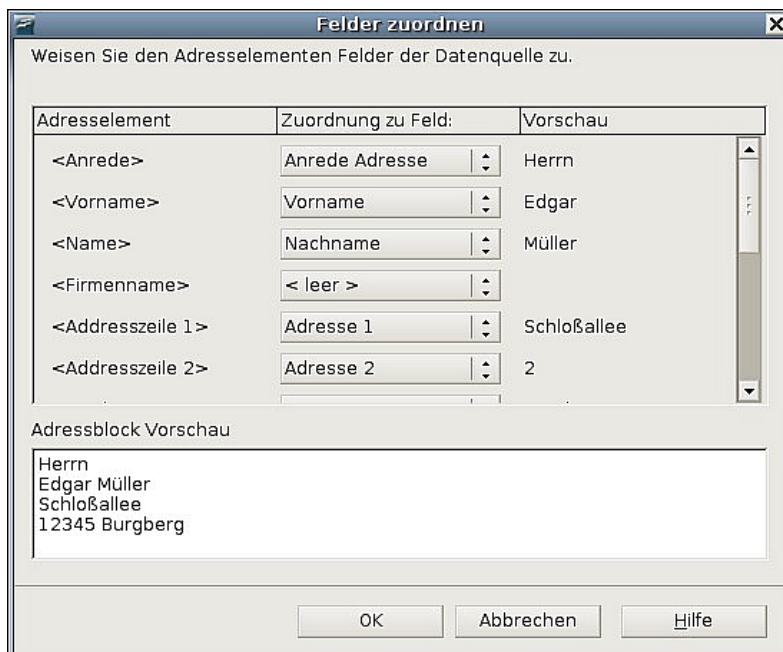 Felder zuordnen
Weisen Sie den Adresselementen Felder der Datenquelle zu.
Adresselement Zuordnung zu Feld: Vorschau
<Anrede> Anrede Adresse Herrn
<Vorname> Vorname Edgar
<Name> Nachname Müller
<Firmenname> < leer >
<Addresszeile 1> Adresse 1 Schloßallee
<Addresszeile 2> Adresse 2 2
Adressblock Vorschau
Herrn
Edgar Müller
Schloßallee
12345 Burgberg
OK Abbrechen Hilfe